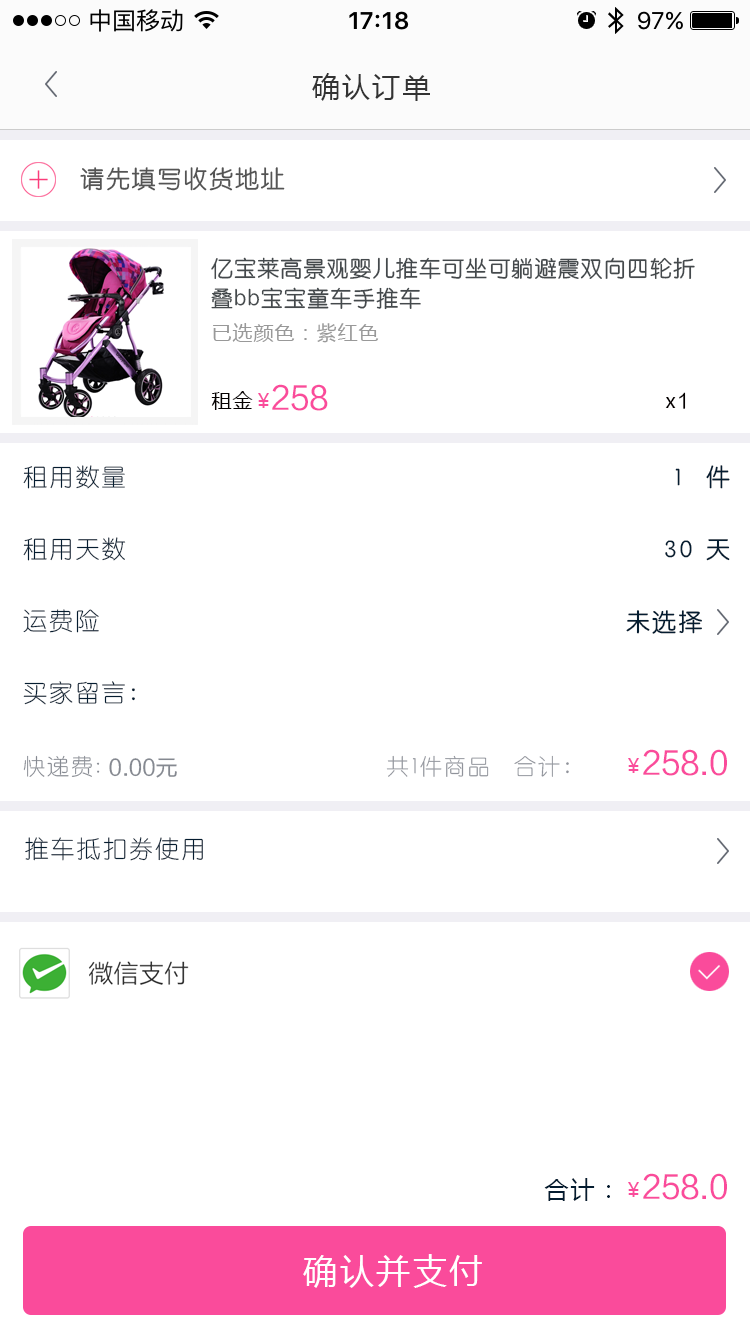 中国移动 17:18 97%
确认订单
请先填写收货地址
亿宝莱高景观婴儿推车可坐可躺避震双向四轮折
叠bb宝宝童车手推车
已选颜色：紫红色
租金 ¥258 x1
租用数量 1 件
租用天数 30 天
运费险 未选择
买家留言：
快递费: 0.00元 共1件商品 合计： ¥258.0
推车抵扣券使用
微信支付
合计： ¥258.0
确认并支付